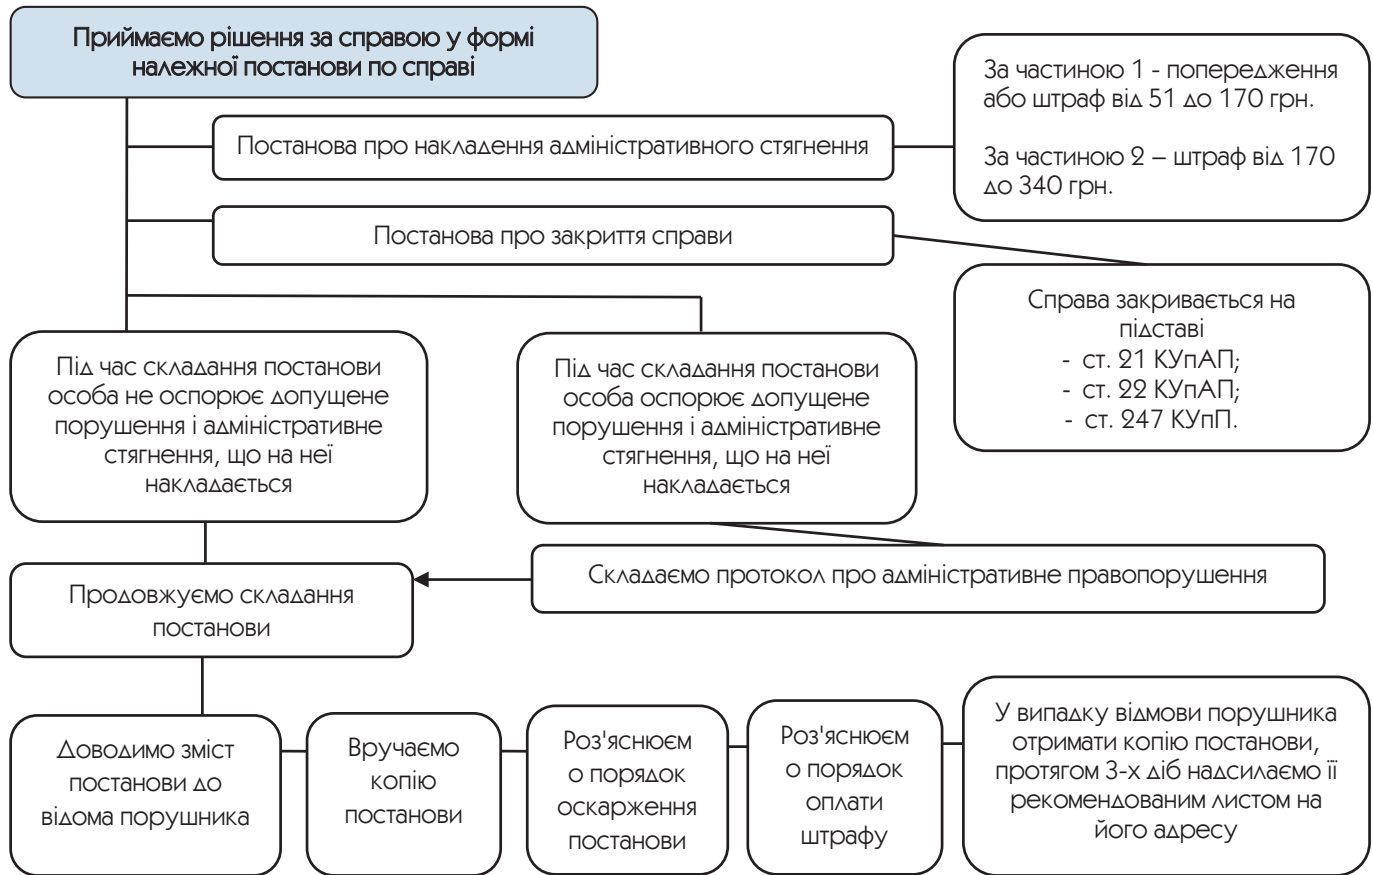 Приймаємо рішення за справою у формі
належної постанови по справі
За частиною 1 - попередження
або штраф від 51 до 170 грн.
За частиною 2 – штраф від 170
до 340 грн.
Постанова про накладення адміністративного стягнення
Постанова про закриття справи
Справа закривається на
підставі
- ст. 21 КУпАП;
- ст. 22 КУпАП;
- ст. 247 КУпП.
Під час складання постанови
особа не оспорює допущене
порушення і адміністративне
стягнення, що на неї
накладається
Під час складання постанови
особа оспорює допущене
порушення і адміністративне
стягнення, що на неї
накладається
Складаємо протокол про адміністративне правопорушення
Продовжуємо складання
постанови
Доводимо зміст
постанови до
відома порушника
Вручаємо
копію
постанови
Роз'яснюєм
о порядок
оскарження
постанови
Роз'яснюєм
о порядок
оплати
штрафу
У випадку відмови порушника
отримати копію постанови,
протягом 3-х діб надсилаємо її
рекомендованим листом на
його адресу